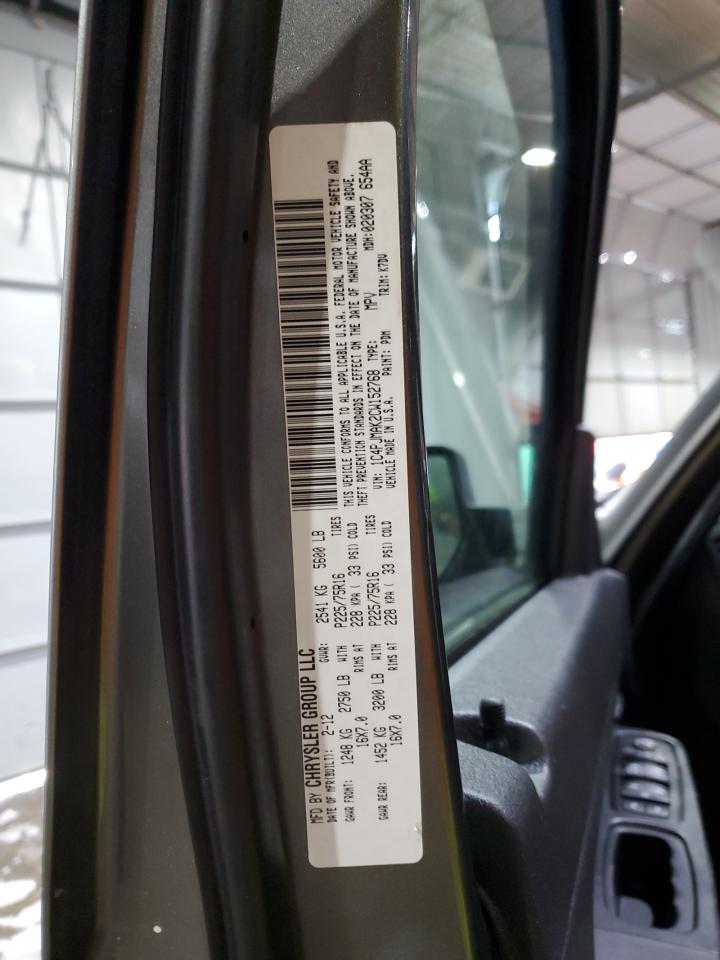 MFD BY CHRYSLER GROUP LLC
DATE OF MFR(BUILT): 2-12 GVWR: 2541 KG 5600 LB
GAWR FRONT: 1248 KG 2750 LB WITH P225/75R16 TIRES
16X7.0 RIMS AT 228 KPA ( 33 PSI) COLD
GAWR REAR: 1452 KG 3200 LB WITH P225/75R16 TIRES
16X7.0 RIMS AT 228 KPA ( 33 PSI) COLD
THIS VEHICLE CONFORMS TO ALL APPLICABLE U.S.A. FEDERAL MOTOR VEHICLE SAFETY AND
THEFT PREVENTION STANDARDS IN EFFECT ON THE DATE OF MANUFACTURE SHOWN ABOVE.
VIN: 1C4PJMAK2CW152768 TYPE: MPV MDH:020307 654AA
VEHICLE MADE IN U.S.A. PAINT: PDM TRIM: K7DV